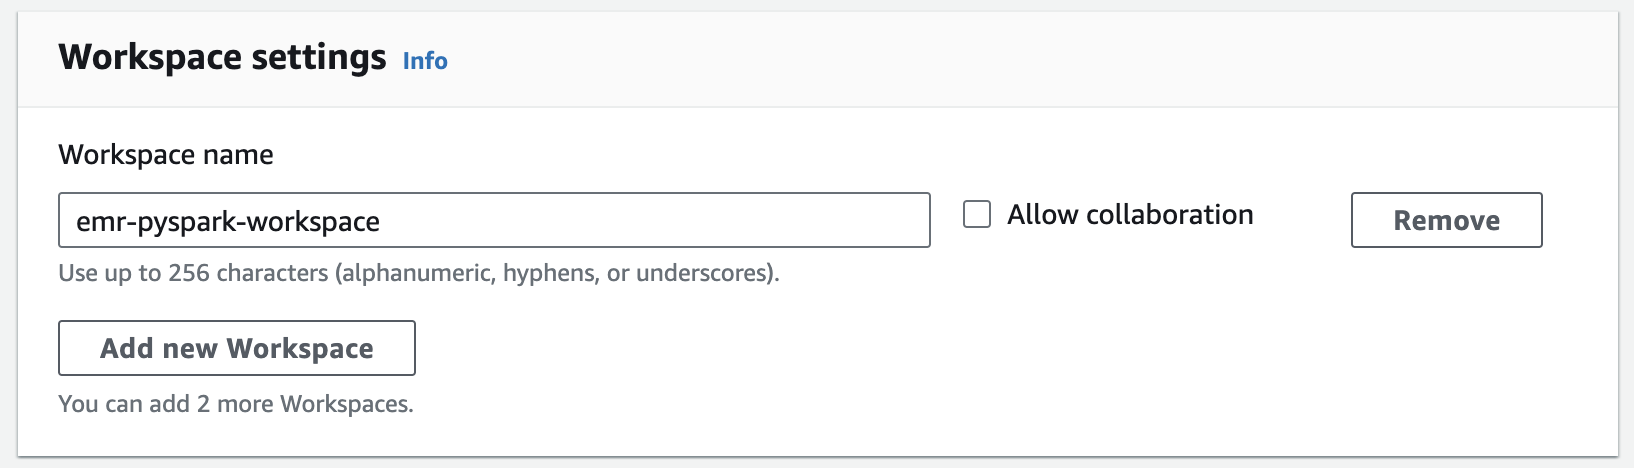 Workspace settings Info
Workspace name
emr-pyspark-workspace
Allow collaboration
Remove
Use up to 256 characters (alphanumeric, hyphens, or underscores).
Add new Workspace
You can add 2 more Workspaces.